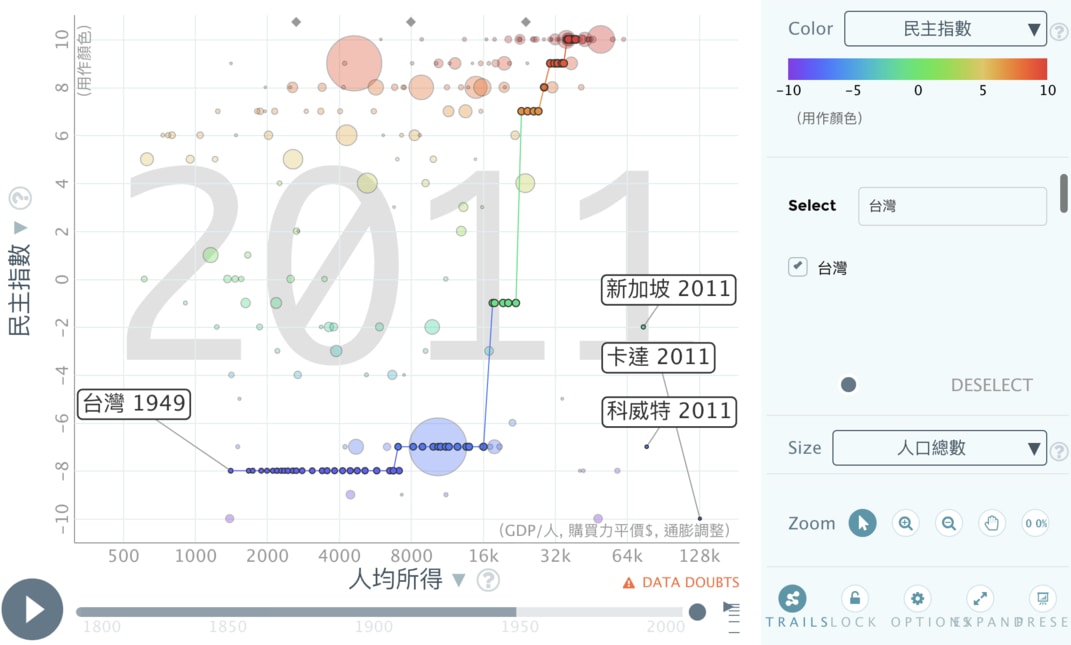 民主指數
(用作顏色)
10
8
6
4
2
0
-2
-4
-6
-8
-10
2011
新加坡 2011
卡達 2011
科威特 2011
台灣 1949
(GDP/人, 購買力平價$, 通膨調整)
500
1000
2000
4000
8000
16k
32k
64k
128k
人均所得
?
DATA DOUBTS
1800
1850
1900
1950
2000
Color
民主指數
?
-10
-5
0
5
10
(用作顏色)
Select
台灣
台灣
DESELECT
Size
人口總數
?
Zoom
0 0%
TRAILS
LOCK
OPTIONS
EXPAND
PRESE